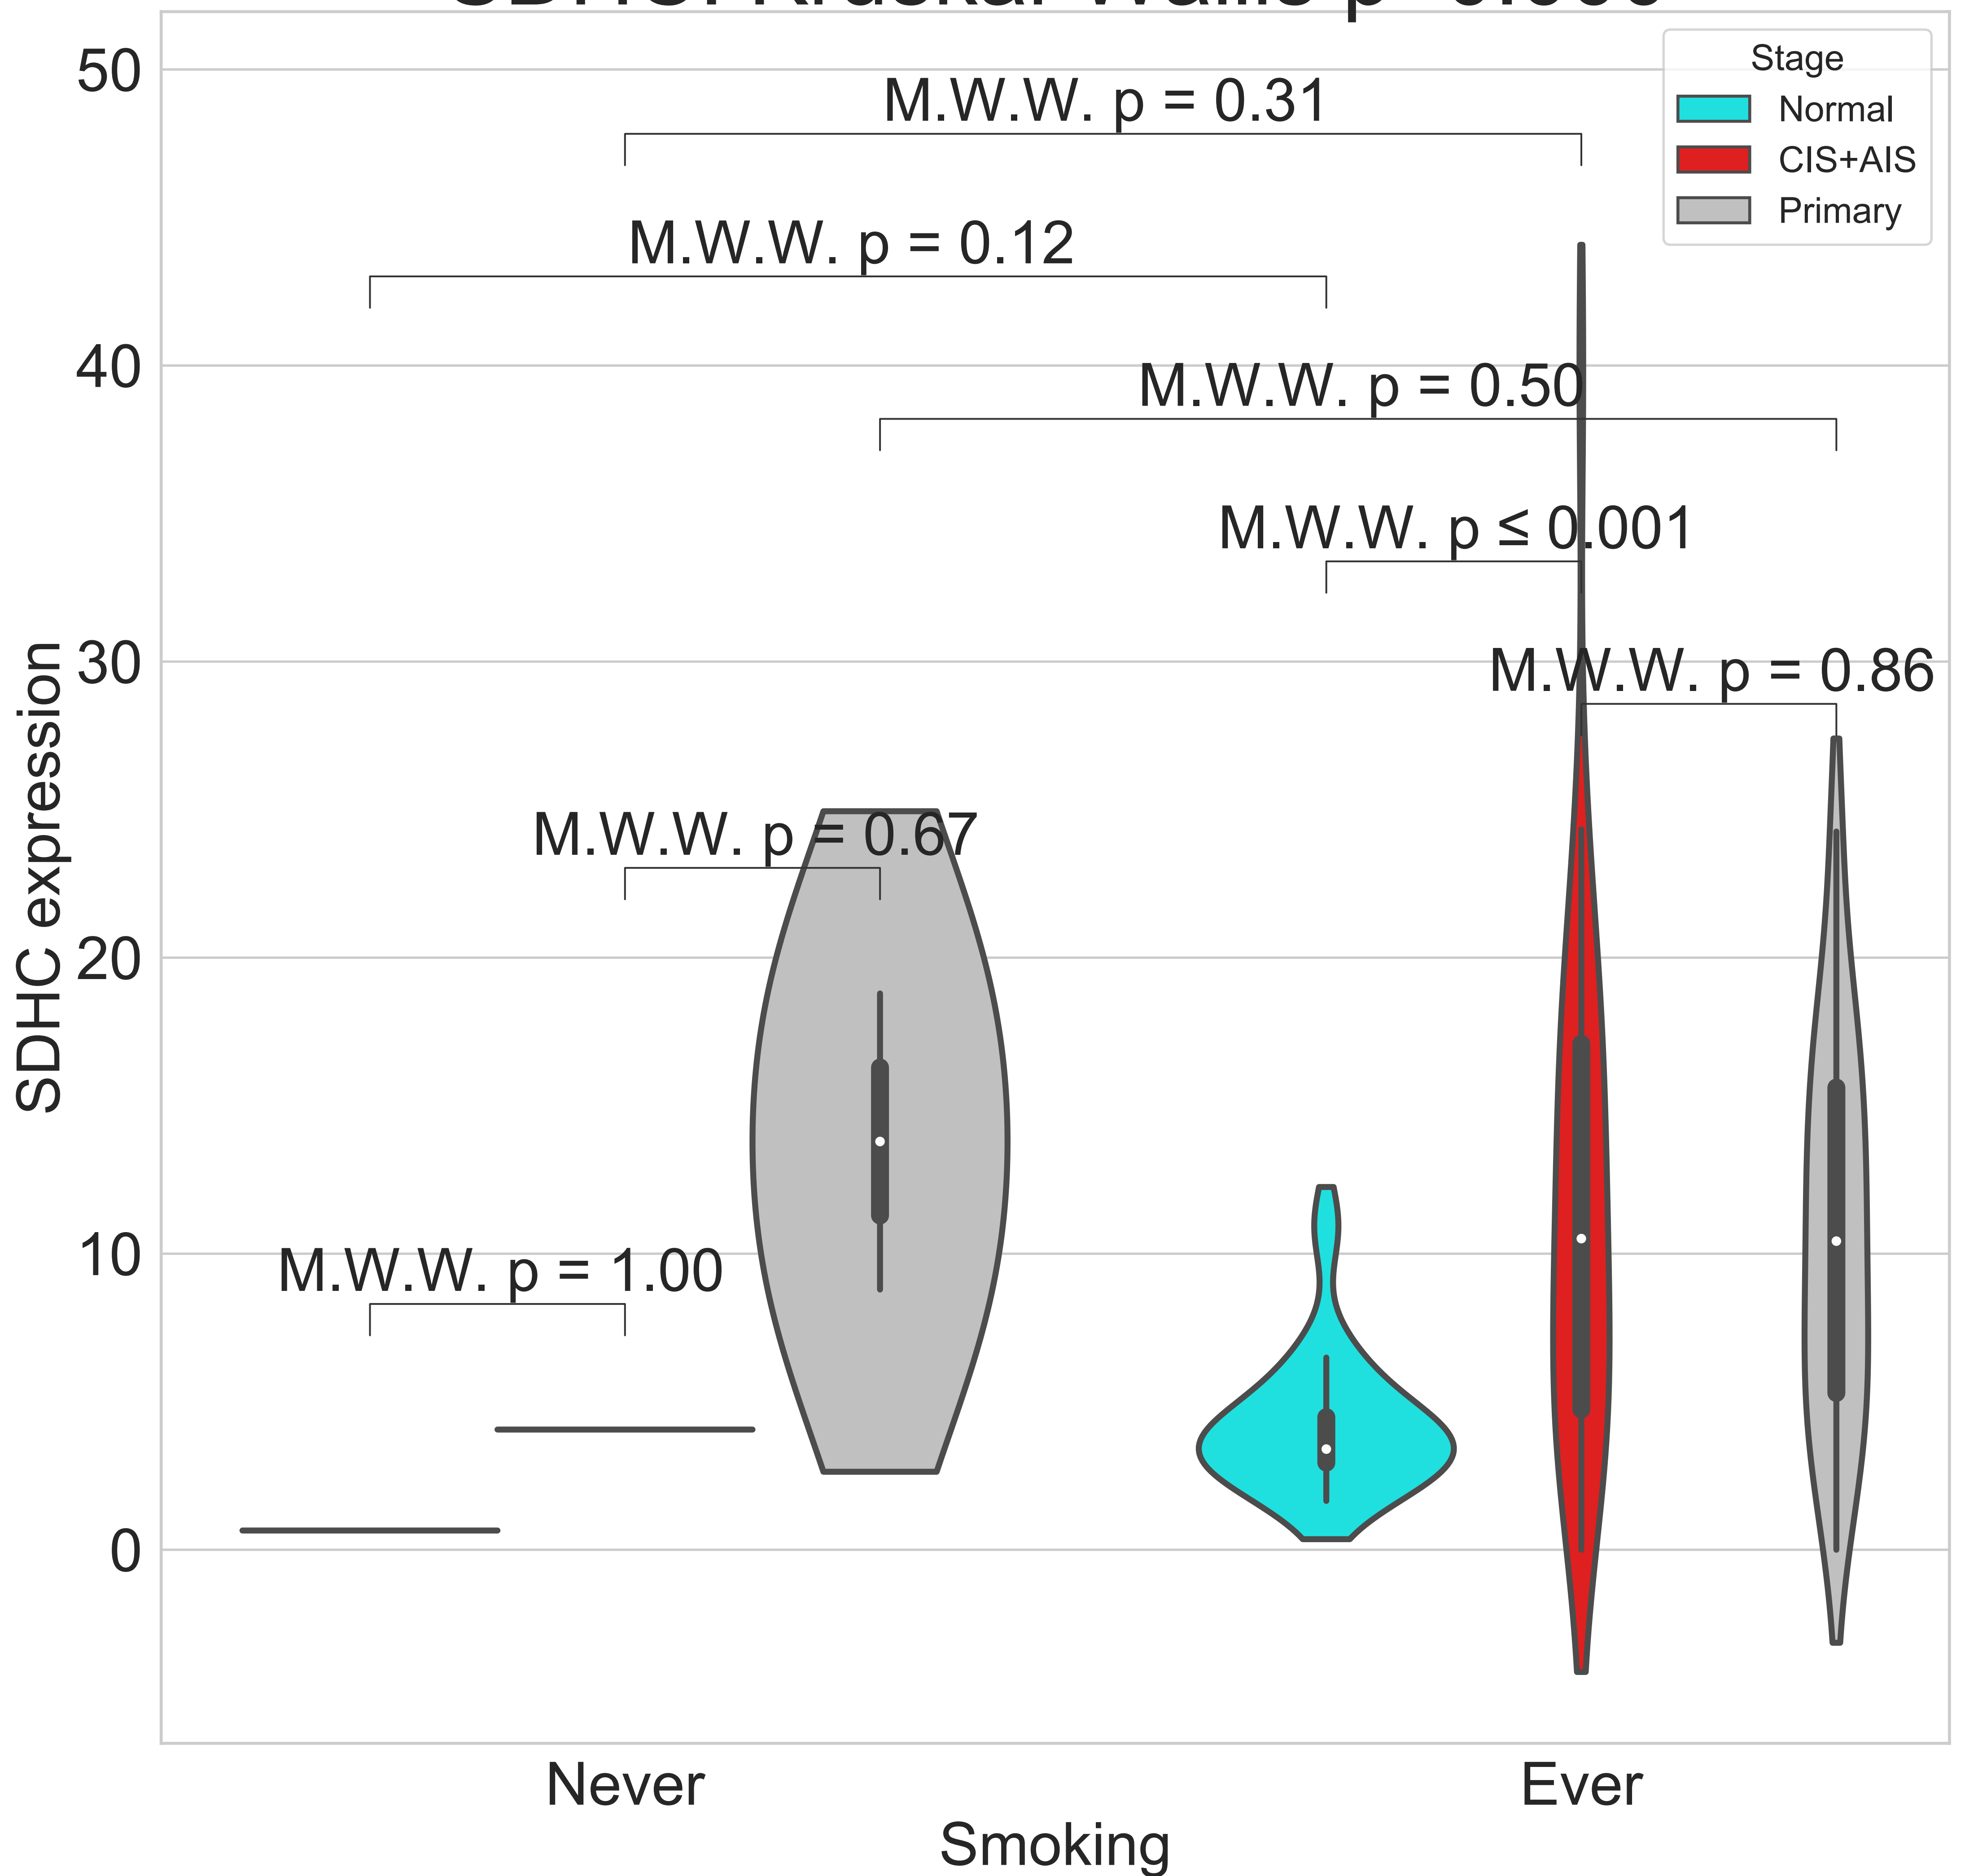 50
40
30
20
10
0
SDHC expression
M.W.W. p = 0.31
M.W.W. p = 0.12
M.W.W. p = 0.50
M.W.W. p ≤ 0.001
M.W.W. p = 0.86
M.W.W. p = 0.67
M.W.W. p = 1.00
Stage
Normal
CIS+AIS
Primary
Never
Ever
Smoking